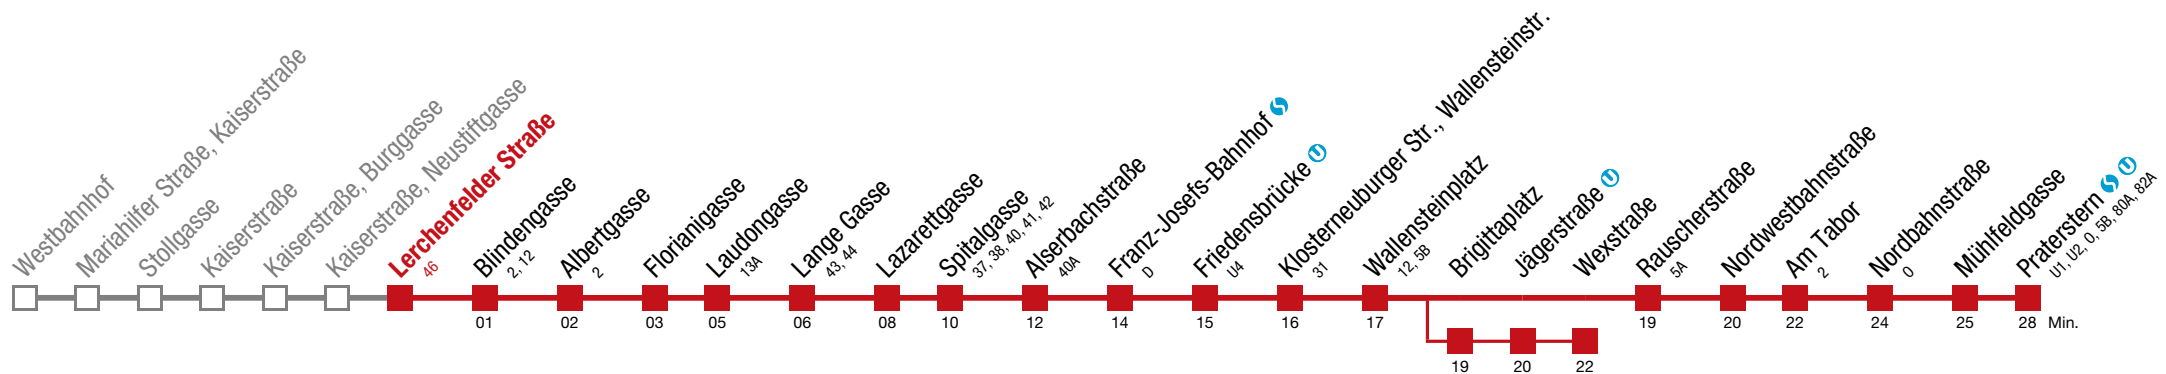 Westbahnhof
Mariahilfer Straße, Kaiserstraße
Stollgasse
Kaiserstraße
Kaiserstraße, Burggasse
Kaiserstraße, Neustiftgasse
Lerchenfelder Straße
46
Blindengasse
2, 12
Albertgasse
2
Florianigasse
Laudongasse
13A
Lange Gasse
43, 44
Lazarettgasse
Spitalgasse
37, 38, 40, 41, 42
Alserbachstraße
40A
Franz-Josefs-Bahnhof
D
Friedensbrücke U
U4
Klosterneuburger Str., Wallensteinstr.
31
Wallensteinplatz
12, 5B
Brigittaplatz
Jägerstraße U
Wexstraße
Rauscherstraße
5A
Nordwestbahnstraße
Am Tabor
2
Nordbahnstraße
O
Mühlfeldgasse
Praterstern S U
U1, U2, O, 5B, 80A, 82A
01 02 03 05 06 08 10 12 14 15 16 17 19 20 22 24 25 28 Min.
19 20 22